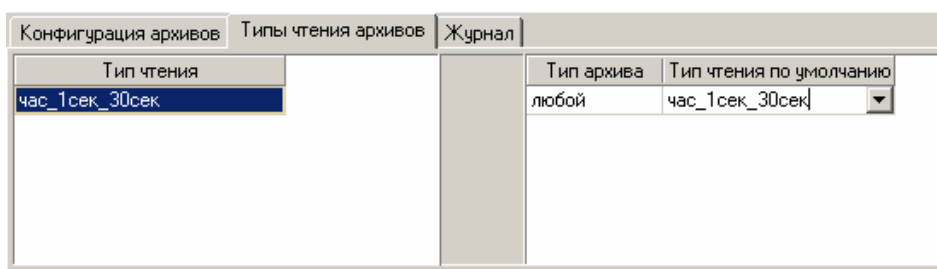 Конфигурация архивов Типы чтения архивов Журнал
Тип чтения Тип архива Тип чтения по умолчанию
час_1сек_30сек любой час_1сек_30сек